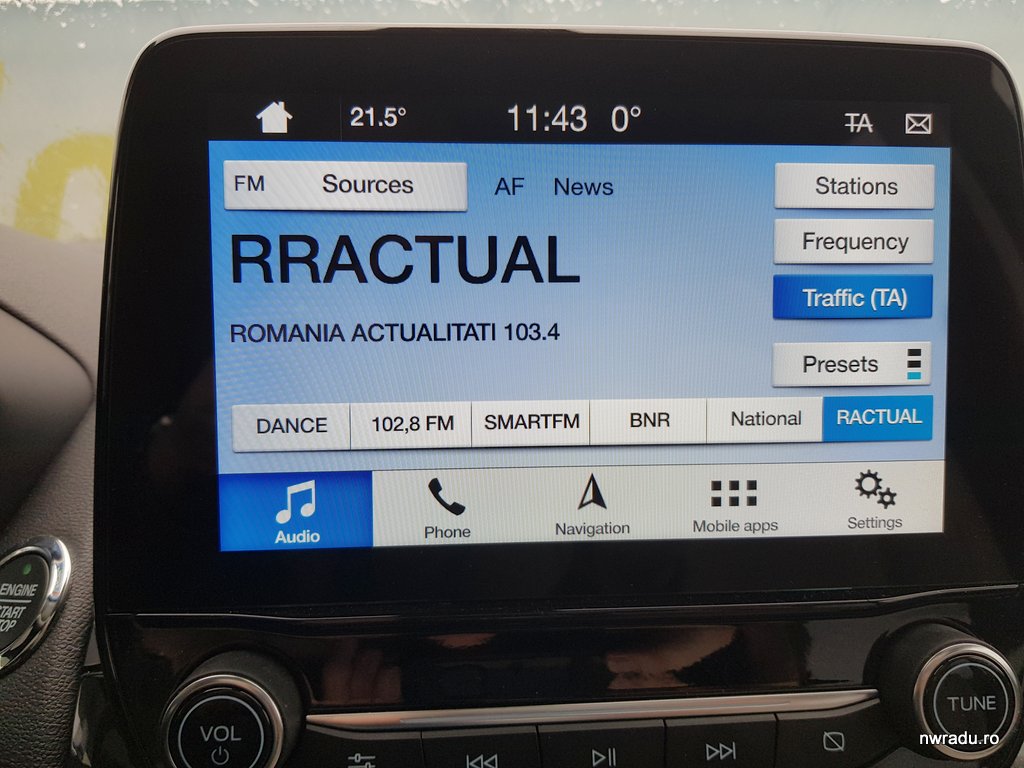 21.5° 11:43 0° TA
FM Sources AF News Stations
RRACTUAL
Frequency
Traffic (TA)
ROMANIA ACTUALITATI 103.4
Presets
DANCE 102,8 FM SMARTFM BNR National RACTUAL
Audio Phone Navigation Mobile apps Settings
ENGINE
START
TOP
VOL
TUNE
nwradu.ro